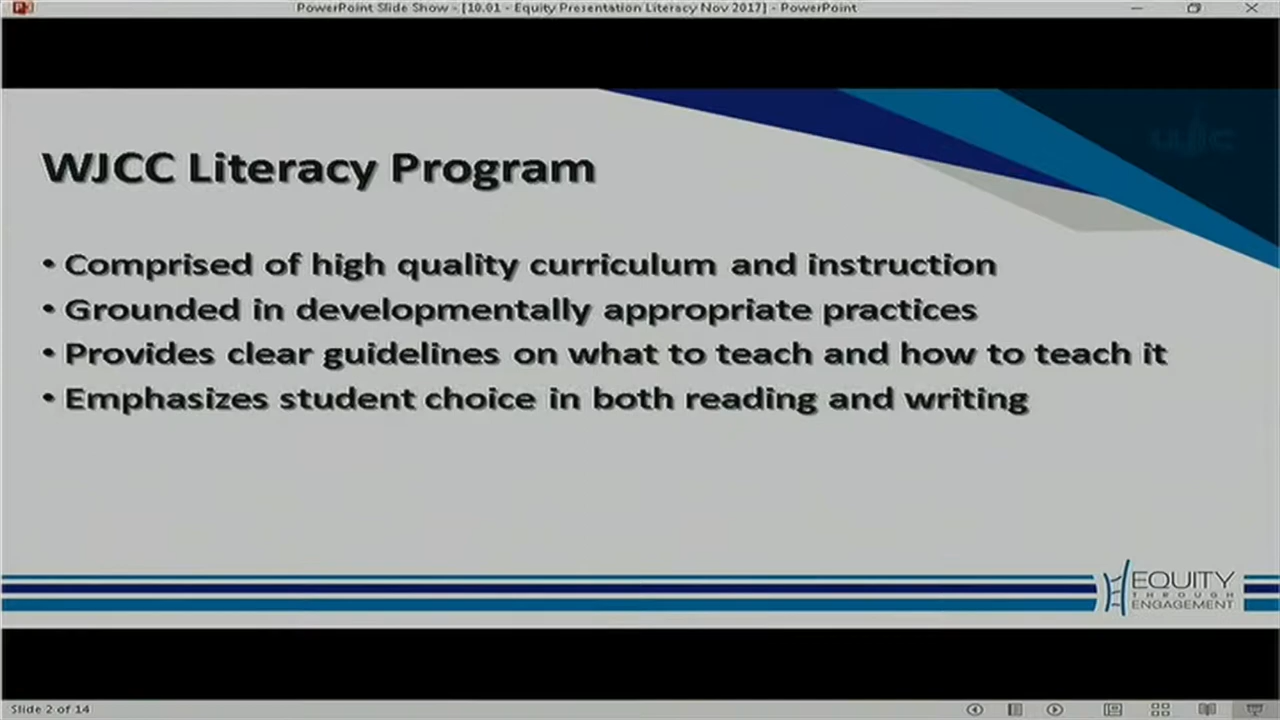 PowerPoint Slide Show - [10.01 - Equity Presentation Literacy Nov 2017] - PowerPoint
wjcc
WJCC Literacy Program
• Comprised of high quality curriculum and instruction
• Grounded in developmentally appropriate practices
• Provides clear guidelines on what to teach and how to teach it
• Emphasizes student choice in both reading and writing
EQUITY
THROUGH
ENGAGEMENT
Slide 2 of 14